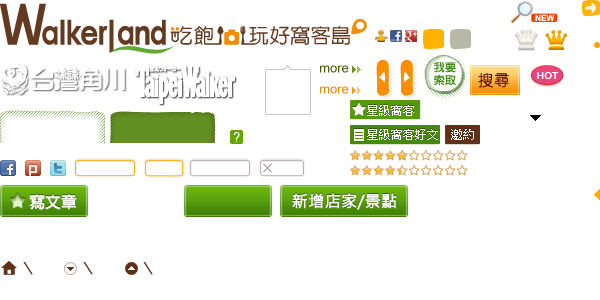 WalkerLand 吃飽 玩好窩客島
NEW
台灣角川 TaipeiWalker
more
more
我要
索取
搜尋
HOT
星級窩客
?
星級窩客好文 邀約
寫文章
新增店家/景點